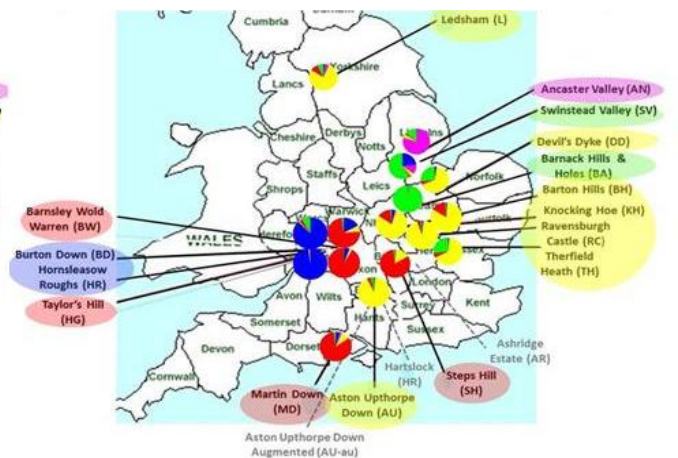 Cumbria
Ledsham (L)
Yorkshire
Lancs
Ancaster Valley (AN)
Swinstead Valley (SV)
Cheshire
Derbys
Notts
Devil's Dyke (DD)
Barnack Hills &
Holes (BA)
Staffs
Norfolk
Shrops
Leics
Barton Hills (BH)
Barnsley Wold
Warren (BW)
Warwick
Knocking Hoe (KH)
Ravensburgh
Castle (RC)
Therfield
Heath (TH)
WALES
Burton Down (BD)
Hornsleasow
Roughs (HR)
Taylor's Hill
(HG)
London
Avon
Wilts
Surrey
Kent
Somerset
Hants
Sussex
Devon
Dorset
Cornwall
Ashridge
Estate (AR)
Hartslock
(HR)
Steps Hill
(SH)
Martin Down
(MD)
Aston Upthorpe
Down (AU)
Aston Upthorpe Down
Augmented (AU-au)